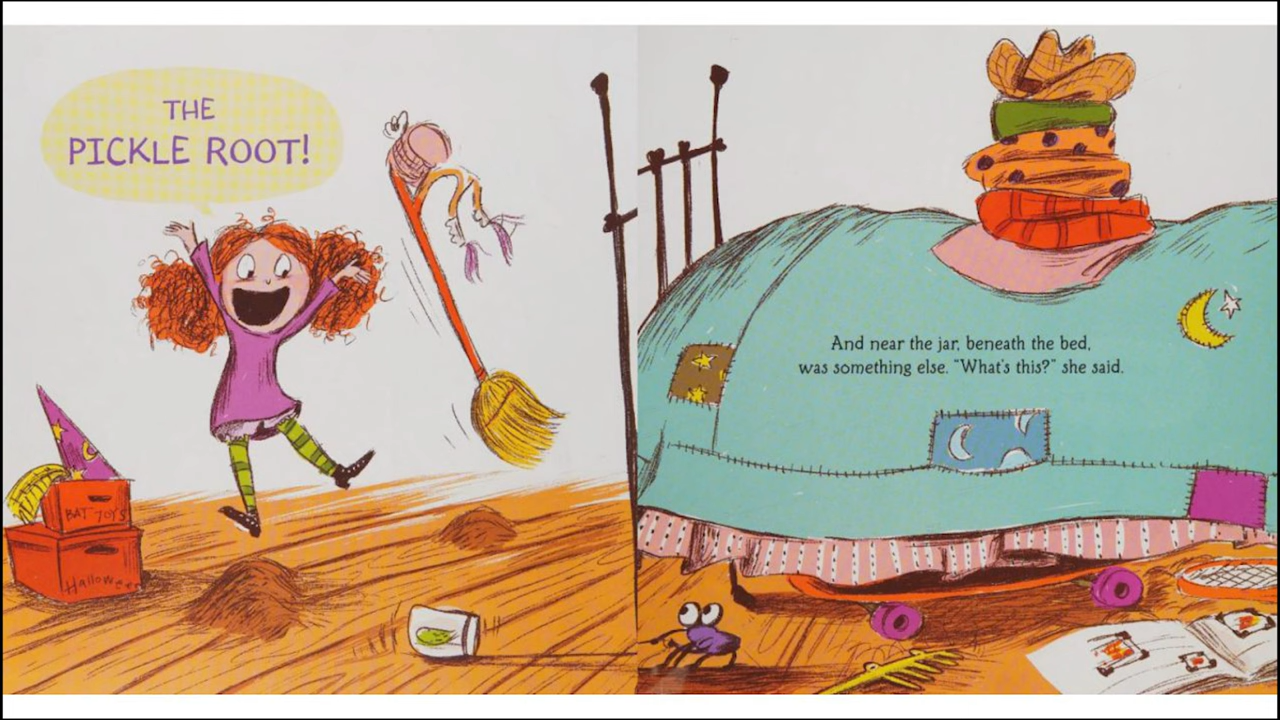 THE
PICKLE ROOT!
BAT TOYS
Halloween
And near the jar, beneath the bed,
was something else. "What's this?" she said.